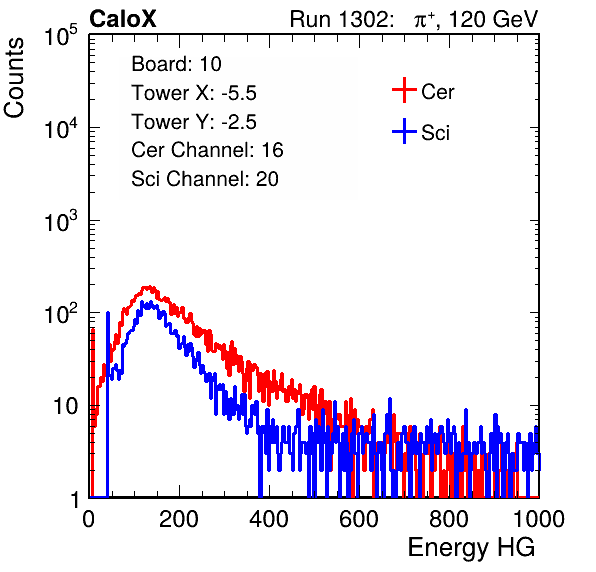 CaloX Run 1302: π⁺, 120 GeV
Counts
10⁵
10⁴
10³
10²
10
1
Board: 10
Tower X: -5.5
Tower Y: -2.5
Cer Channel: 16
Sci Channel: 20
Cer
Sci
0 200 400 600 800 1000
Energy HG